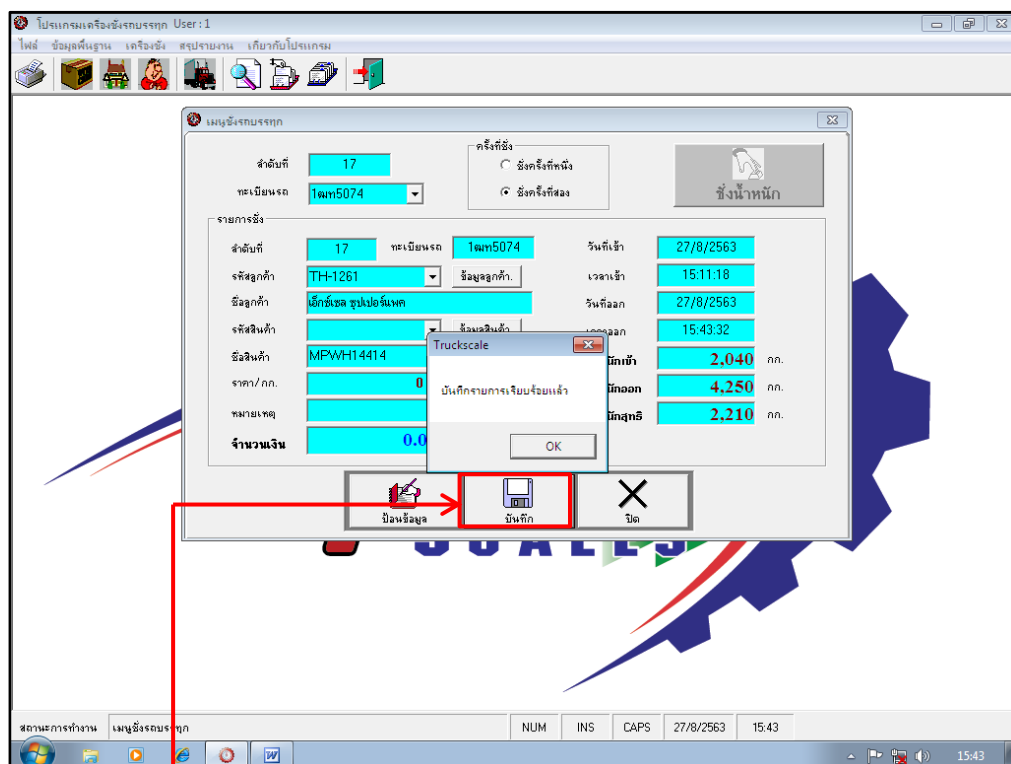 โปรแกรมเครื่องชั่งรถบรรทุก User : 1
ไฟล์ ข้อมูลพื้นฐาน เครื่องชั่ง สรุปรายงาน เกี่ยวกับโปรแกรม
เมนูชั่งรถบรรทุก
ลำดับที่ 17
ทะเบียนรถ 1ฒท5074
ครั้งที่ชั่ง
ชั่งครั้งที่หนึ่ง
ชั่งครั้งที่สอง
ชั่งน้ำหนัก
รายการชั่ง
ลำดับที่ 17 ทะเบียนรถ 1ฒท5074 วันที่เข้า 27/8/2563
รหัสลูกค้า TH-1261 ข้อมูลลูกค้า. เวลาเข้า 15:11:18
ชื่อลูกค้า เอ็กซ์เซล ซุปเปอร์แพค วันที่ออก 27/8/2563
รหัสสินค้า ข้อมูลสินค้า 15:43:32
ชื่อสินค้า MPWH14414 2,040 กก.
ราคา/กก. 0 4,250 กก.
หมายเหตุ 2,210 กก.
จำนวนเงิน 0.0
Truckscale
บันทึกรายการเรียบร้อยแล้ว
OK
ป้อนข้อมูล บันทึก ปิด
SCALES
สถานะการทำงาน เมนูชั่งรถบรรทุก NUM INS CAPS 27/8/2563 15:43
15:43